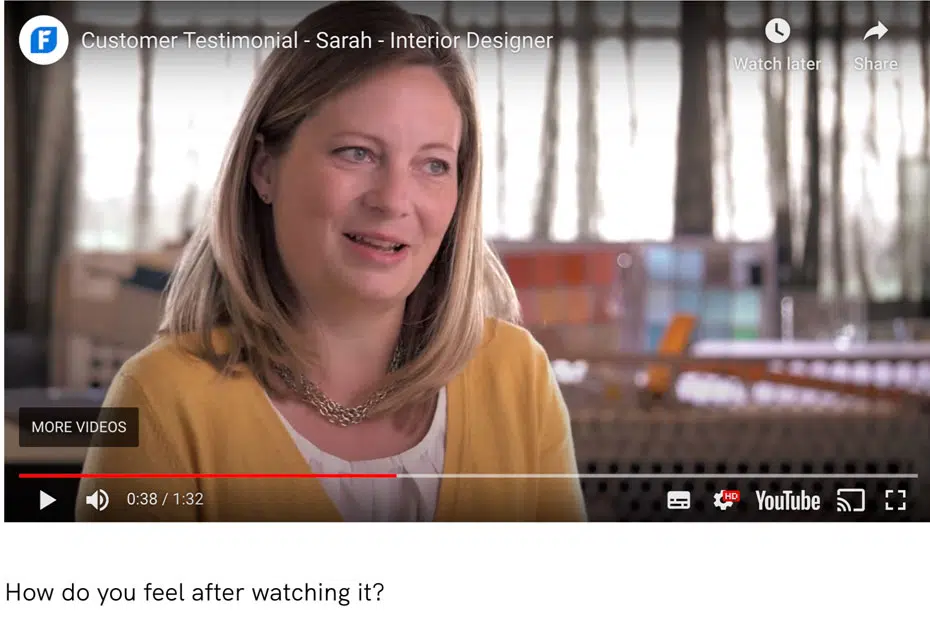 F
Customer Testimonial - Sarah - Interior Designer
Watch later
Share
MORE VIDEOS
0:38 / 1:32
HD
YouTube
How do you feel after watching it?